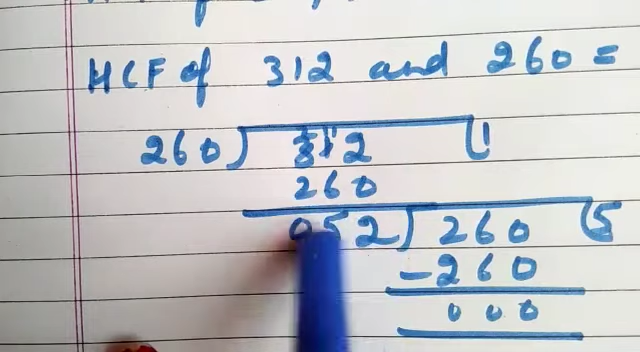 HCF of 312 and 260 =
260) 312 (1
260
052) 260 (5
-260
000